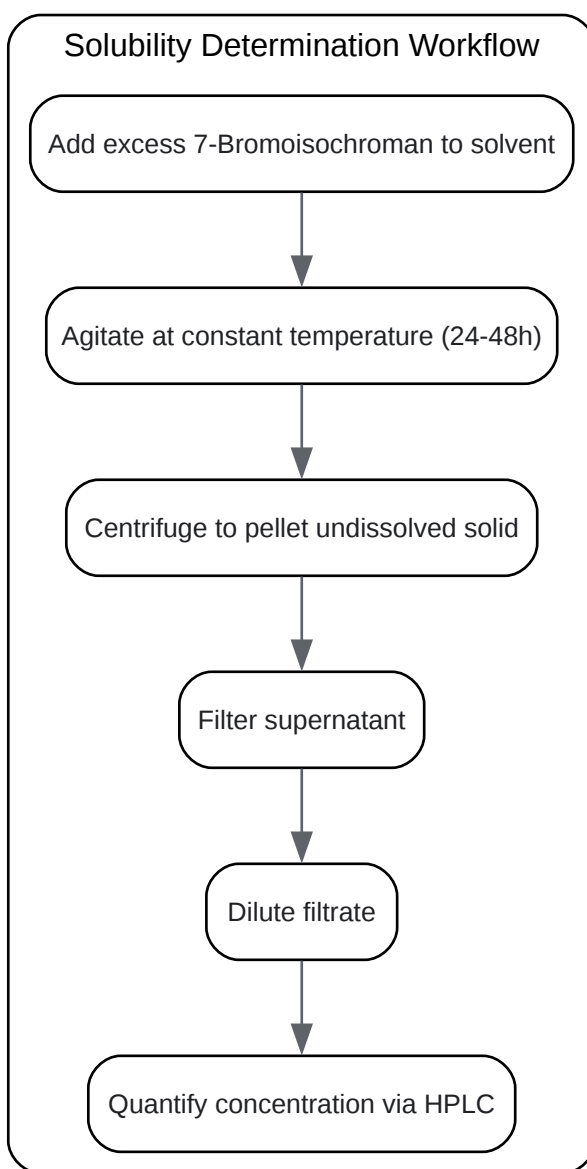 Solubility Determination Workflow
Add excess 7-Bromoisochroman to solvent
Agitate at constant temperature (24-48h)
Centrifuge to pellet undissolved solid
Filter supernatant
Dilute filtrate
Quantify concentration via HPLC